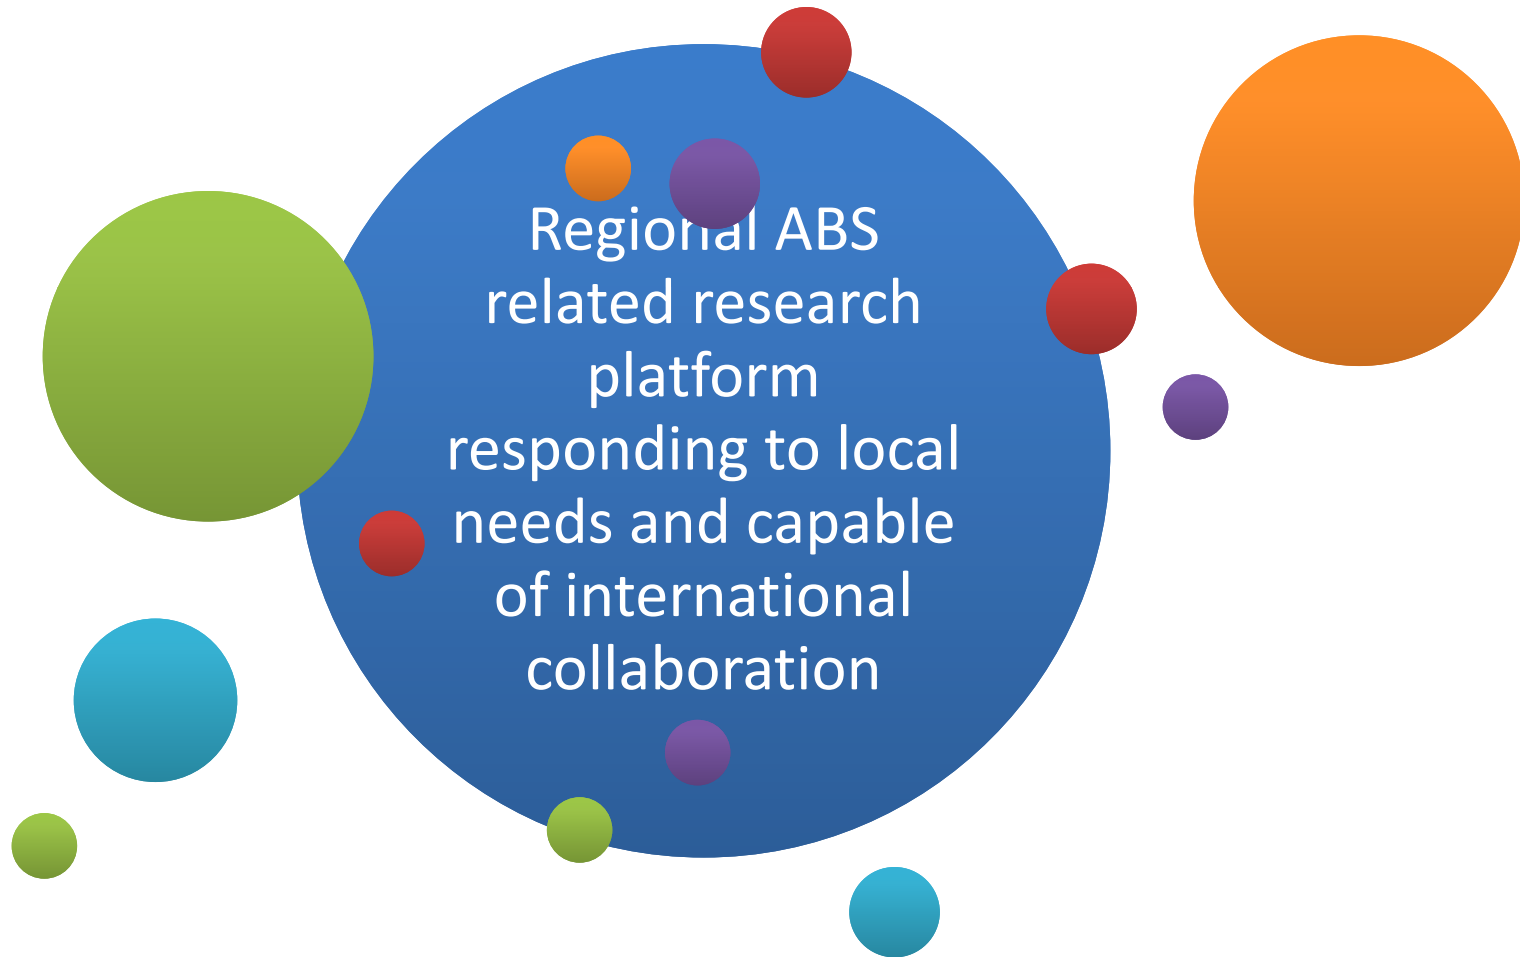 Regional ABS
related research
platform
responding to local
needs and capable
of international
collaboration